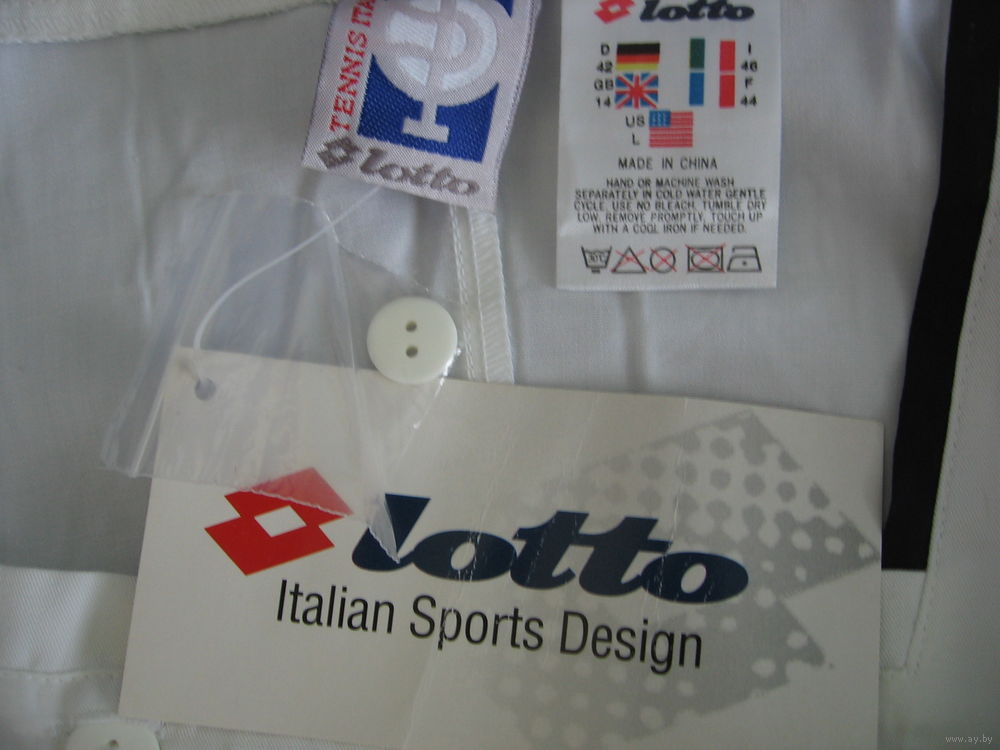 TENNIS ITA
lotto
lotto
D I
42 46
GB F
14 44
US
L
MADE IN CHINA
HAND OR MACHINE WASH
SEPARATELY IN COLD WATER GENTLE
CYCLE. USE NO BLEACH. TUMBLE DRY
LOW. REMOVE PROMPTLY, TOUCH UP
WITH A COOL IRON IF NEEDED.
lotto
Italian Sports Design
www.ay.by